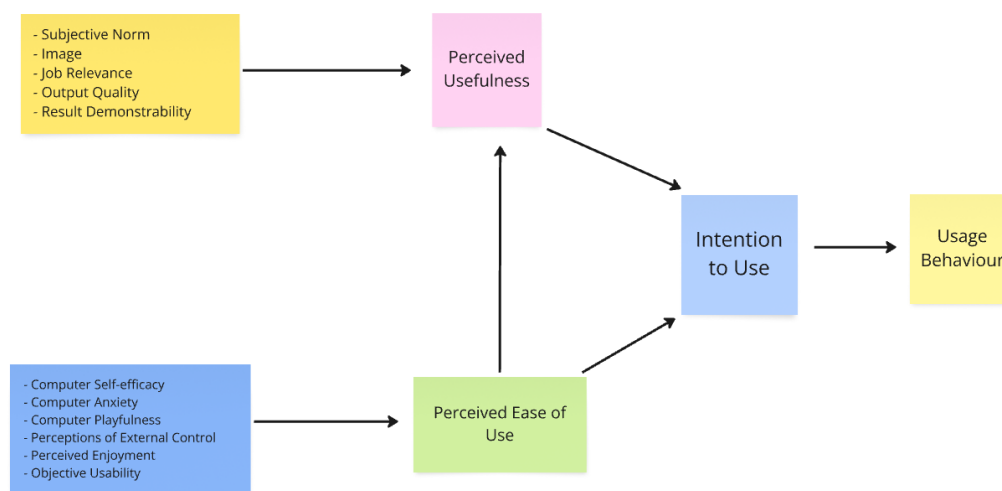 - Subjective Norm
- Image
- Job Relevance
- Output Quality
- Result Demonstrability
Perceived
Usefulness
Intention
to Use
Usage
Behaviour
- Computer Self-efficacy
- Computer Anxiety
- Computer Playfulness
- Perceptions of External Control
- Perceived Enjoyment
- Objective Usability
Perceived Ease of
Use